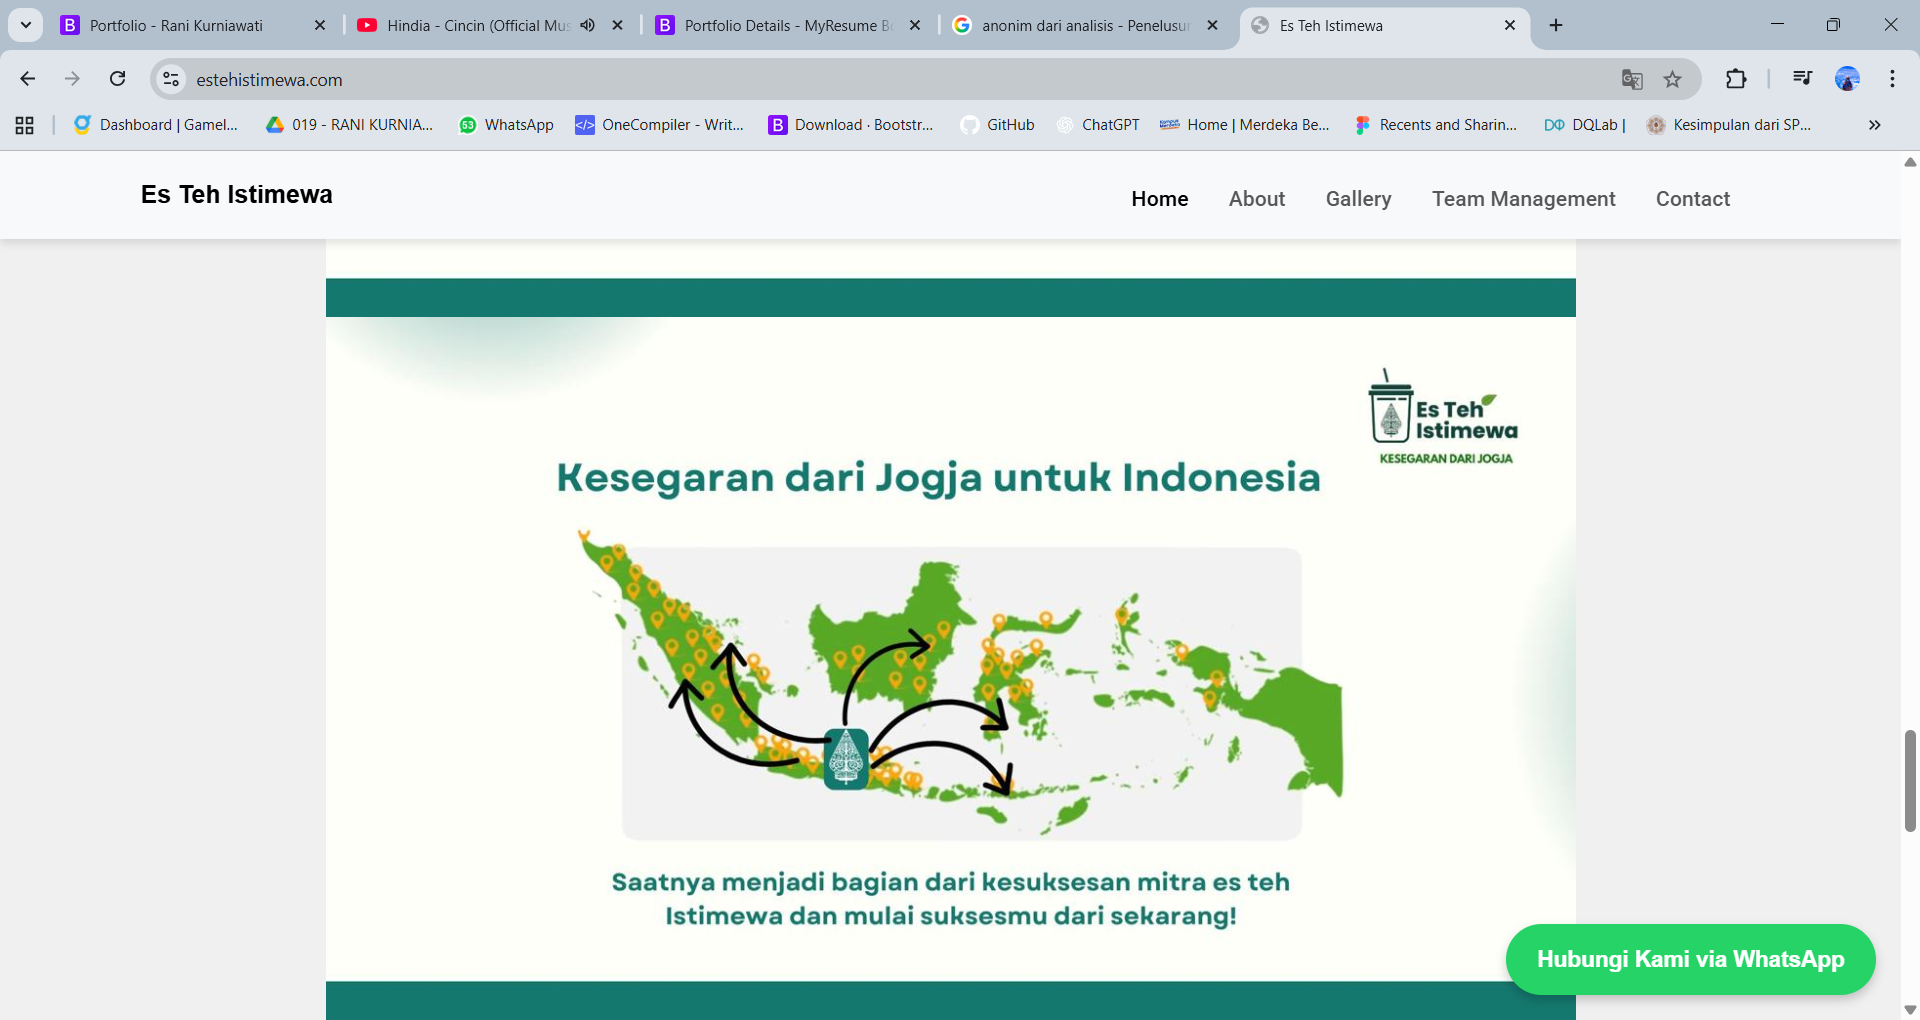 Portfolio - Rani Kurniawati
Hindia - Cincin (Official Mus
Portfolio Details - MyResume Bo
anonim dari analisis - Penelusur
Es Teh Istimewa
estehistimewa.com
Dashboard | Gamel...
019 - RANI KURNIA...
53
WhatsApp
OneCompiler - Writ...
Download · Bootstr...
GitHub
ChatGPT
Home | Merdeka Be...
Recents and Sharin...
DQLab |
Kesimpulan dari SP...
Es Teh Istimewa
Home
About
Gallery
Team Management
Contact
Es Teh
Istimewa
KESEGARAN DARI JOGJA
Kesegaran dari Jogja untuk Indonesia
Saatnya menjadi bagian dari kesuksesan mitra es teh
Istimewa dan mulai suksesmu dari sekarang!
Hubungi Kami via WhatsApp